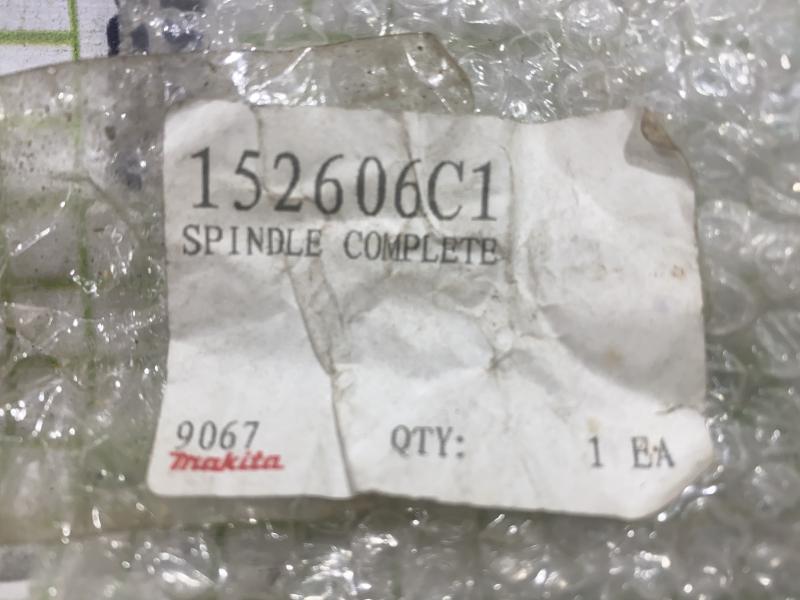 152606C1
SPINDLE COMPLETE
9067
makita
QTY: 1 EA